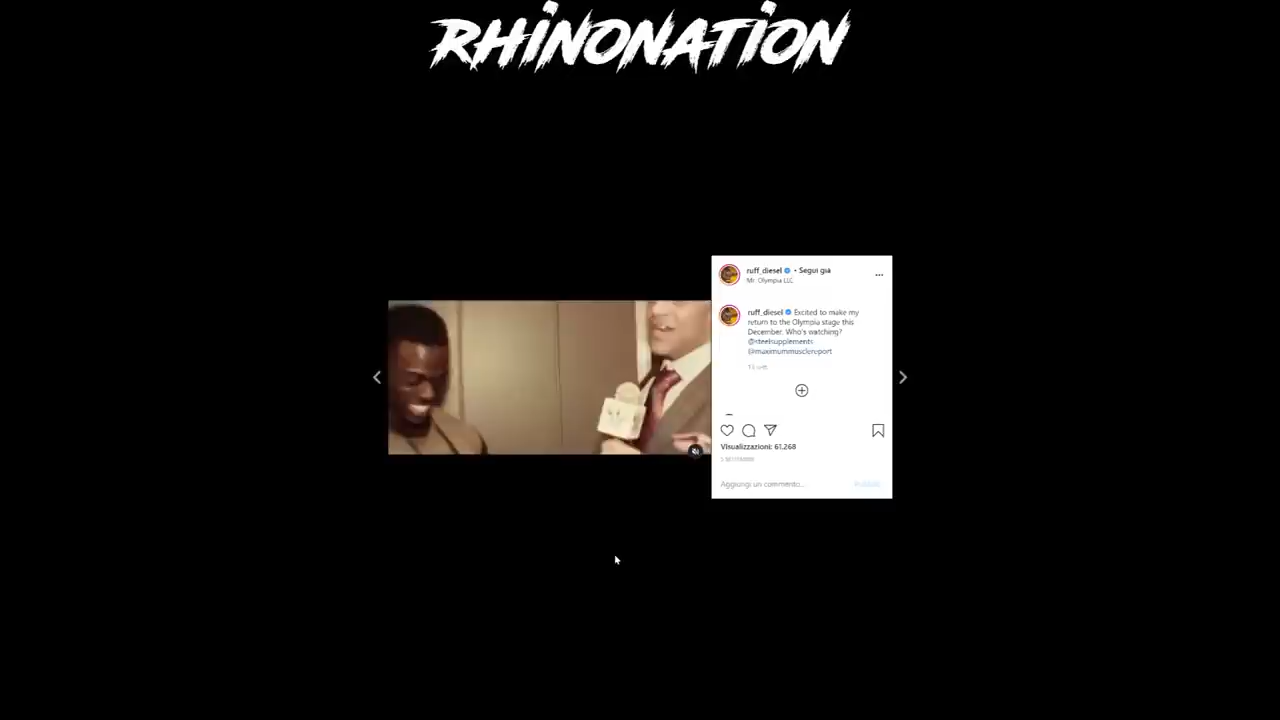 RHINONATION
ruff_diesel • Segui già
Mr. Olympia LLC
ruff_diesel Excited to make my
return to the Olympia stage this
December. Who's watching?
@steelsupplements
@maximummusclereport
Visualizzazioni: 61.268
Aggiungi un commento...